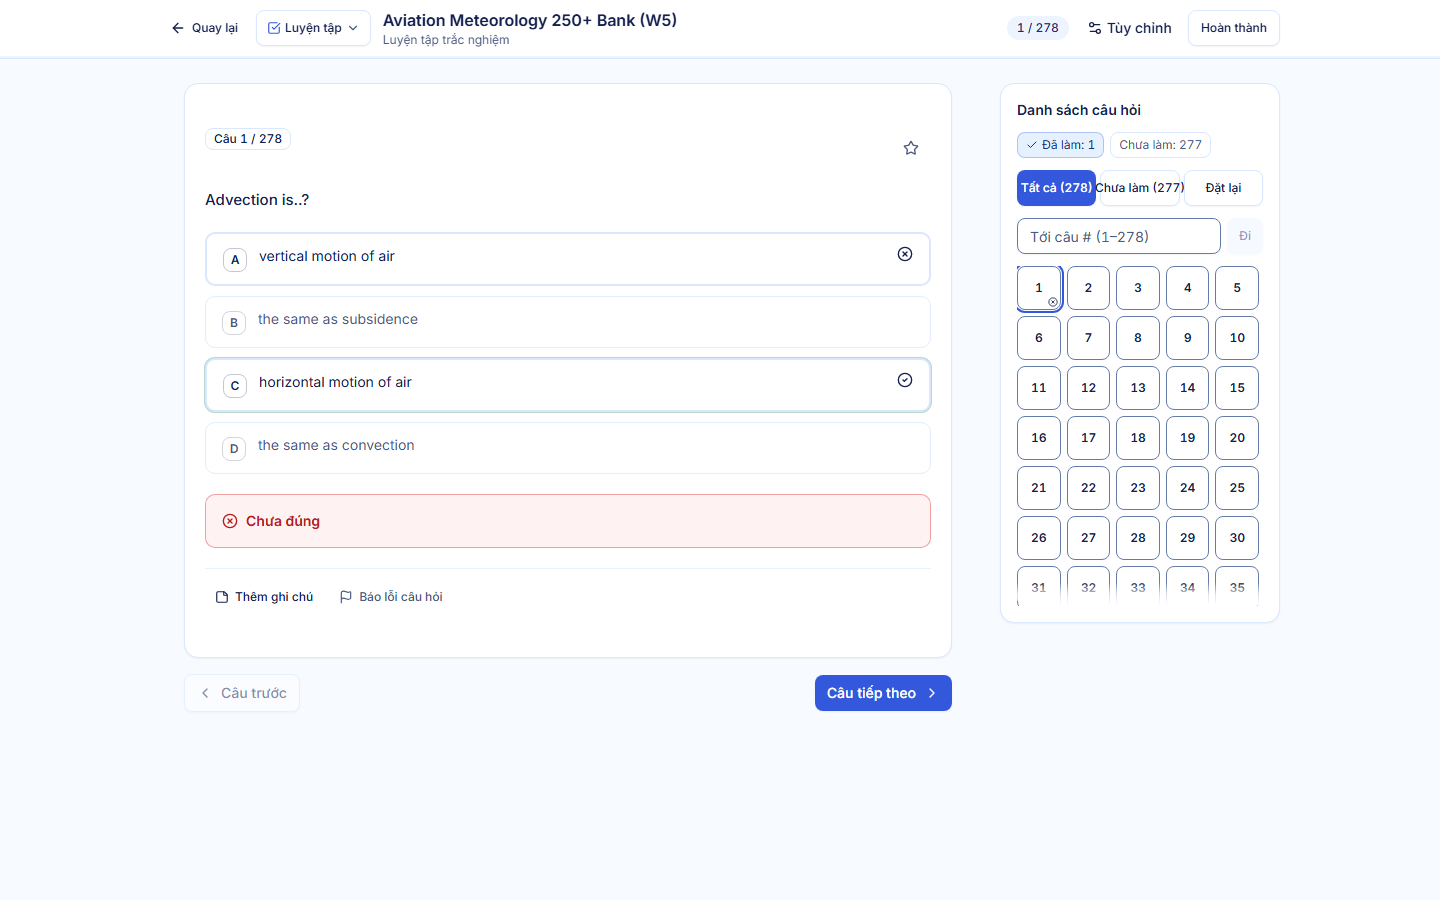 Quay lại
Luyện tập
Aviation Meteorology 250+ Bank (W5)
Luyện tập trắc nghiệm
1 / 278
Tùy chỉnh
Hoàn thành
Câu 1 / 278
Advection is..?
A vertical motion of air
B the same as subsidence
C horizontal motion of air
D the same as convection
Chưa đúng
Thêm ghi chú
Báo lỗi câu hỏi
Câu trước
Câu tiếp theo
Danh sách câu hỏi
Đã làm: 1
Chưa làm: 277
Tất cả (278)
Chưa làm (277)
Đặt lại
Tới câu # (1–278)
Đi
1 2 3 4 5
6 7 8 9 10
11 12 13 14 15
16 17 18 19 20
21 22 23 24 25
26 27 28 29 30
31 32 33 34 35